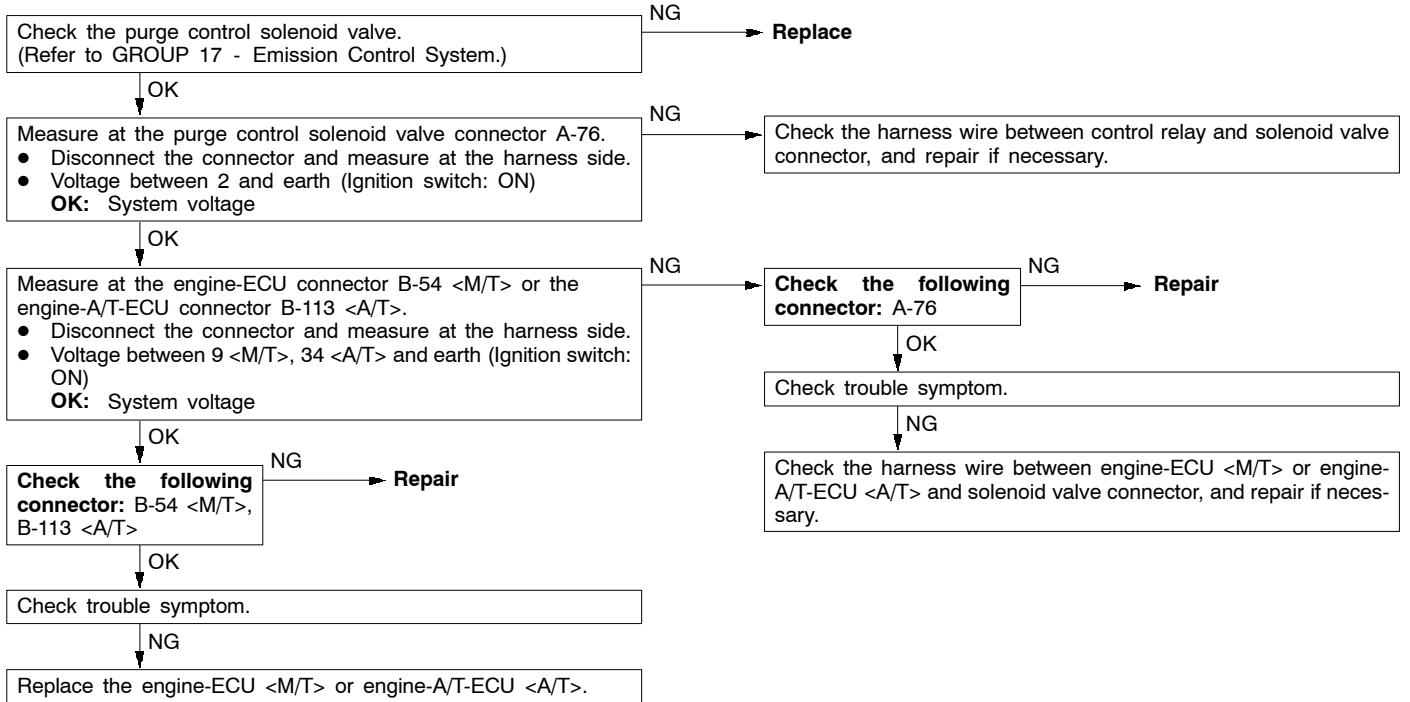 Check the purge control solenoid valve.
(Refer to GROUP 17 - Emission Control System.)
NG
Replace
OK
Measure at the purge control solenoid valve connector A-76.
● Disconnect the connector and measure at the harness side.
● Voltage between 2 and earth (Ignition switch: ON)
OK: System voltage
NG
Check the harness wire between control relay and solenoid valve
connector, and repair if necessary.
OK
Measure at the engine-ECU connector B-54 <M/T> or the
engine-A/T-ECU connector B-113 <A/T>.
● Disconnect the connector and measure at the harness side.
● Voltage between 9 <M/T>, 34 <A/T> and earth (Ignition switch:
ON)
OK: System voltage
NG
Check the following
connector: A-76
NG
Repair
OK
Check trouble symptom.
NG
Check the harness wire between engine-ECU <M/T> or engine-
A/T-ECU <A/T> and solenoid valve connector, and repair if neces-
sary.
OK
Check the following
connector: B-54 <M/T>,
B-113 <A/T>
NG
Repair
OK
Check trouble symptom.
NG
Replace the engine-ECU <M/T> or engine-A/T-ECU <A/T>.